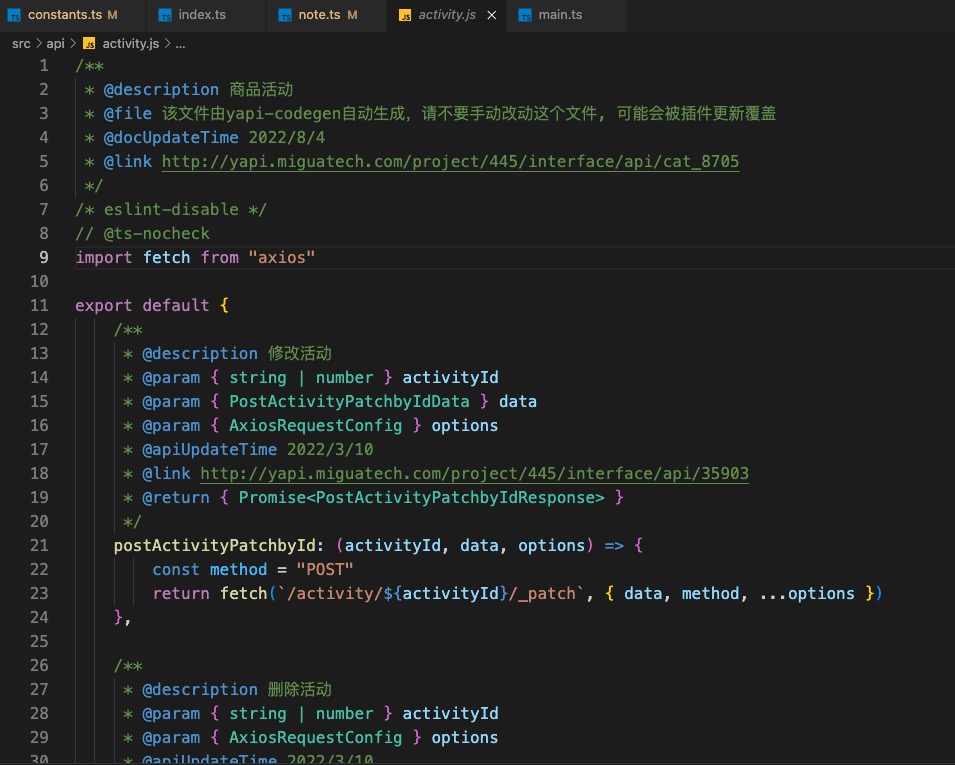 constants.ts M index.ts note.ts M activity.js main.ts
src > api > activity.js > ...
1 /**
2 * @description 商品活动
3 * @file 该文件由yapi-codegen自动生成，请不要手动改动这个文件, 可能会被插件更新覆盖
4 * @docUpdateTime 2022/8/4
5 * @link http://yapi.miguatech.com/project/445/interface/api/cat_8705
6 */
7 /* eslint-disable */
8 // @ts-nocheck
9 import fetch from "axios"
10
11 export default {
12 /**
13 * @description 修改活动
14 * @param { string | number } activityId
15 * @param { PostActivityPatchbyIdData } data
16 * @param { AxiosRequestConfig } options
17 * @apiUpdateTime 2022/3/10
18 * @link http://yapi.miguatech.com/project/445/interface/api/35903
19 * @return { Promise<PostActivityPatchbyIdResponse> }
20 */
21 postActivityPatchbyId: (activityId, data, options) => {
22 const method = "POST"
23 return fetch(`/activity/${activityId}/_patch`, { data, method, ...options })
24 },
25
26 /**
27 * @description 删除活动
28 * @param { string | number } activityId
29 * @param { AxiosRequestConfig } options
30 * @apiUpdateTime 2022/3/10